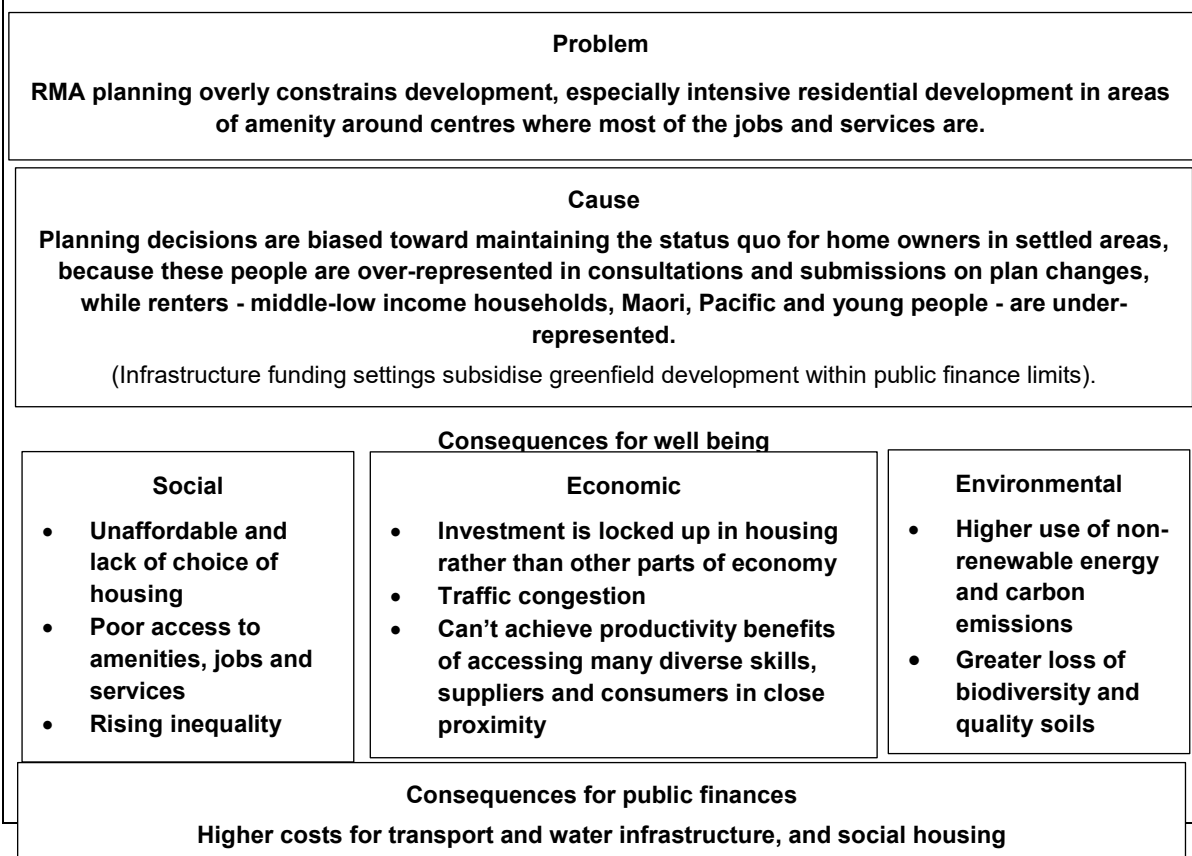 Problem
RMA planning overly constrains development, especially intensive residential development in areas
of amenity around centres where most of the jobs and services are.
Cause
Planning decisions are biased toward maintaining the status quo for home owners in settled areas,
because these people are over-represented in consultations and submissions on plan changes,
while renters - middle-low income households, Maori, Pacific and young people - are under-
represented.
(Infrastructure funding settings subsidise greenfield development within public finance limits).
Consequences for well being
Social
• Unaffordable and
lack of choice of
housing
• Poor access to
amenities, jobs and
services
• Rising inequality
Economic
• Investment is locked up in housing
rather than other parts of economy
• Traffic congestion
• Can’t achieve productivity benefits
of accessing many diverse skills,
suppliers and consumers in close
proximity
Environmental
• Higher use of non-
renewable energy
and carbon
emissions
• Greater loss of
biodiversity and
quality soils
Consequences for public finances
Higher costs for transport and water infrastructure, and social housing